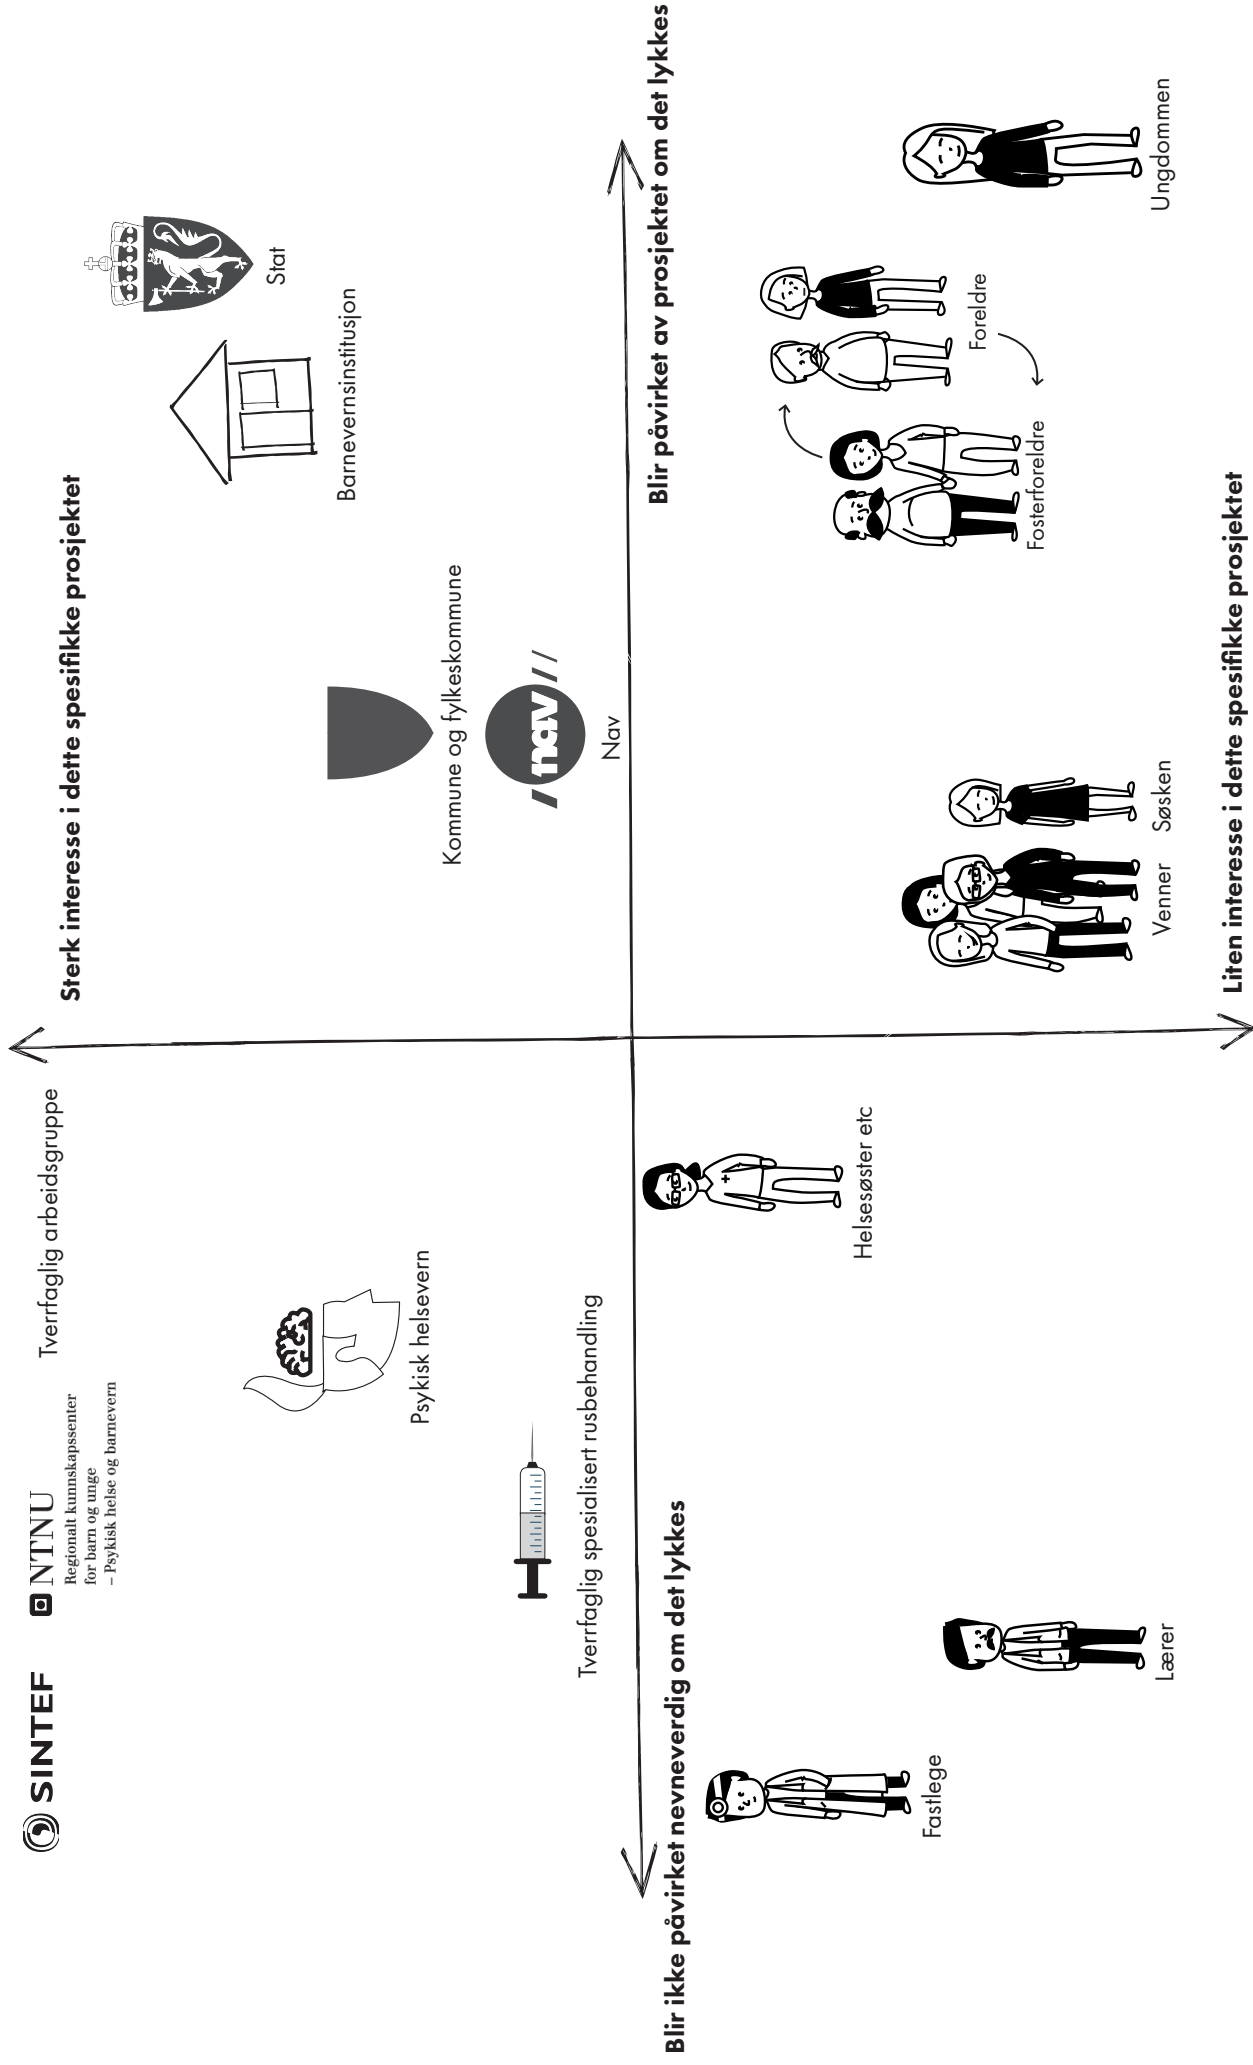 SINTEF
NTNU
Regionalt kunnskapssenter
for barn og unge
– Psykisk helse og barnevern
Tverrfaglig arbeidsgruppe
Sterk interesse i dette spesifikke prosjektet
Stat
Barnevernsinstitusjon
Psykisk helsevern
Kommune og fylkeskommune
nav
Nav
Tverrfaglig spesialisert rusbehandling
Blir ikke påvirket nevneverdig om det lykkes
Blir påvirket av prosjektet om det lykkes
Helsesøster etc
Fastlege
Foreldre
Fosterforeldre
Lærer
Venner
Søsken
Ungdommen
Liten interesse i dette spesifikke prosjektet